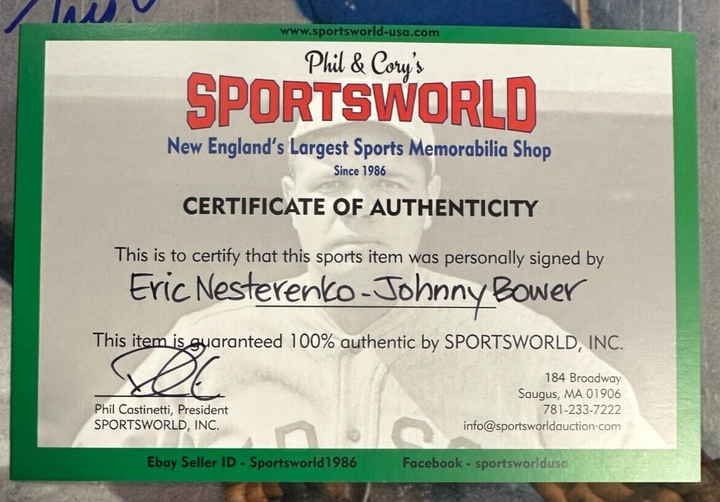 www.sportsworld-usa.com
Phil & Cory's
SPORTSWORLD
New England's Largest Sports Memorabilia Shop
Since 1986
CERTIFICATE OF AUTHENTICITY
This is to certify that this sports item was personally signed by
Eric Nesterenko - Johnny Bower
This item is guaranteed 100% authentic by SPORTSWORLD, INC.
Phil Castinetti, President
SPORTSWORLD, INC.
184 Broadway
Saugus, MA 01906
781-233-7222
info@sportsworldauction.com
Ebay Seller ID - Sportsworld1986 Facebook - sportsworldusa